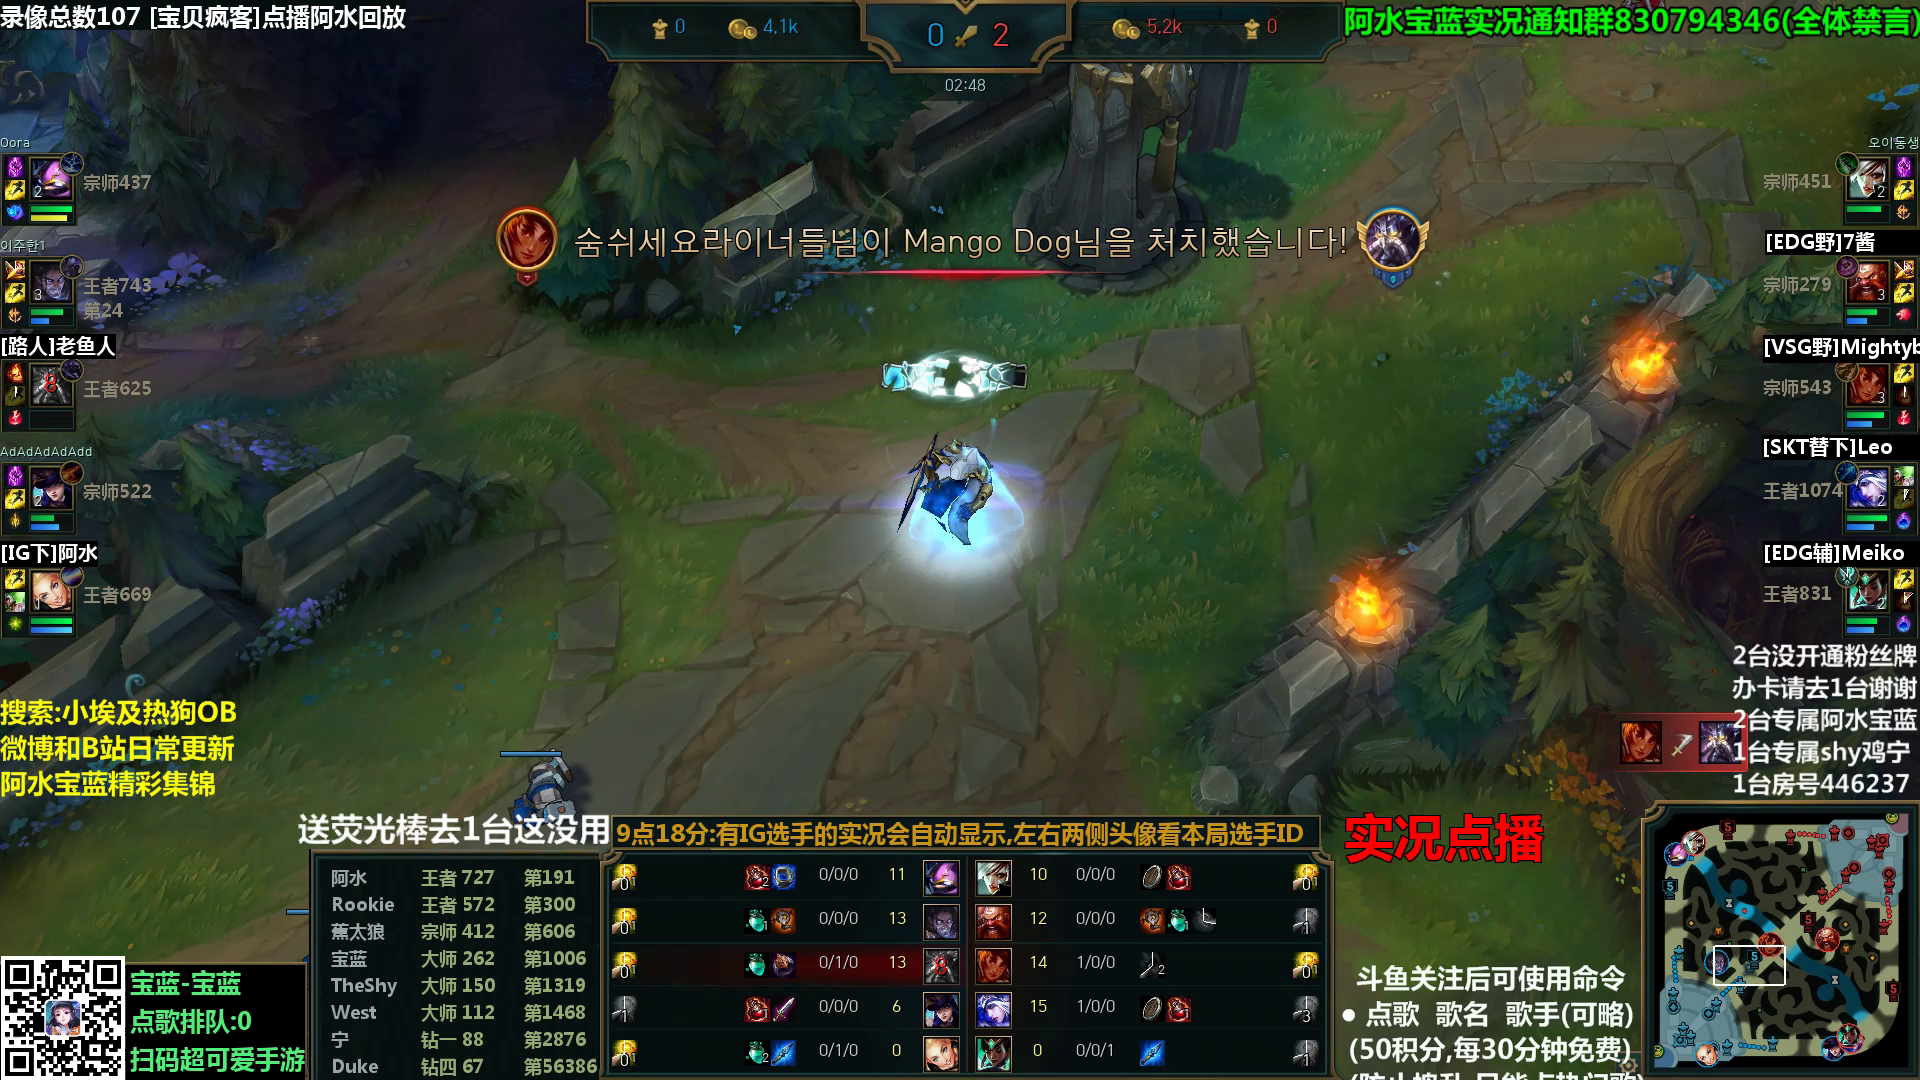 录像总数107 [宝贝疯客]点播阿水回放
0
4.1k
0
2
5.2k
0
阿水宝蓝实况通知群830794346(全体禁言)
02:48
Oora
2
宗师437
오이동생
宗师451
2
숨쉬세요라이너들님이 Mango Dog님을 처치했습니다!
이주한1
3
王者743
第24
[EDG野]7酱
宗师279
3
[路人]老鱼人
8
王者625
[VSG野]Mightyb
宗师543
3
AdAdAdAdAdd
2
宗师522
[SKT替下]Leo
王者1074
2
[IG下]阿水
王者669
[EDG辅]Meiko
王者831
2
2台没开通粉丝牌
办卡请去1台谢谢
2台专属阿水宝蓝
1台专属shy鸡宁
1台房号446237
搜索:小埃及热狗OB
微博和B站日常更新
阿水宝蓝精彩集锦
送荧光棒去1台这没用
9点18分:有IG选手的实况会自动显示,左右两侧头像看本局选手ID
实况点播
阿水 王者 727 第191
Rookie 王者 572 第300
蕉太狼 宗师 412 第606
宝蓝 大师 262 第1006
TheShy 大师 150 第1319
West 大师 112 第1468
宁 钻一 88 第2876
Duke 钻四 67 第56386
0/0/0 11 10 0/0/0
0/0/0 13 12 0/0/0
0/1/0 13 8 14 1/0/0
0/0/0 6 15 1/0/0
0/1/0 0 0 0/0/1
宝蓝-宝蓝
点歌排队:0
扫码超可爱手游
斗鱼关注后可使用命令
● 点歌 歌名 歌手(可略)
(50积分,每30分钟免费)